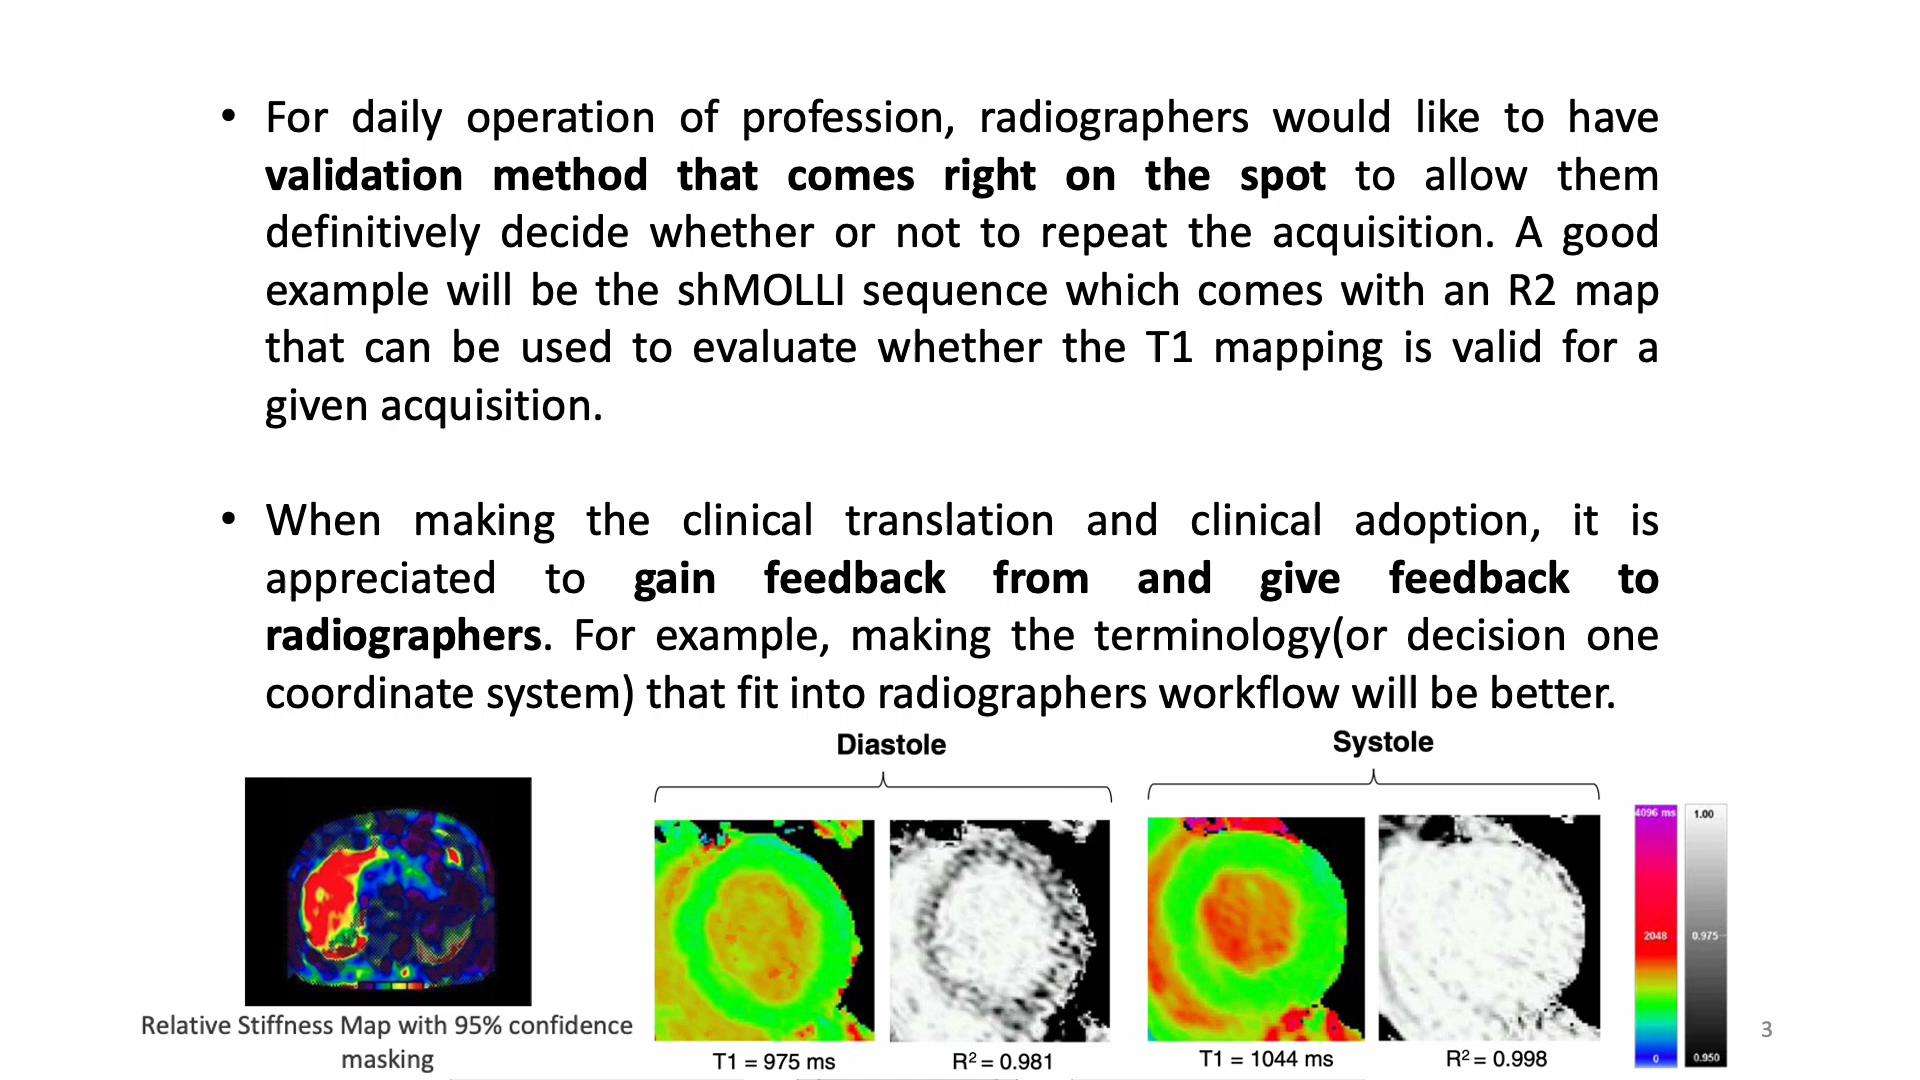 • For daily operation of profession, radiographers would like to have
validation method that comes right on the spot to allow them
definitively decide whether or not to repeat the acquisition. A good
example will be the shMOLLI sequence which comes with an R2 map
that can be used to evaluate whether the T1 mapping is valid for a
given acquisition.
• When making the clinical translation and clinical adoption, it is
appreciated to gain feedback from and give feedback to
radiographers. For example, making the terminology(or decision one
coordinate system) that fit into radiographers workflow will be better.
Diastole
Systole
4096 ms
1.00
2048
0.975
0
0.950
Relative Stiffness Map with 95% confidence
masking
T1 = 975 ms
R² = 0.981
T1 = 1044 ms
R² = 0.998
3